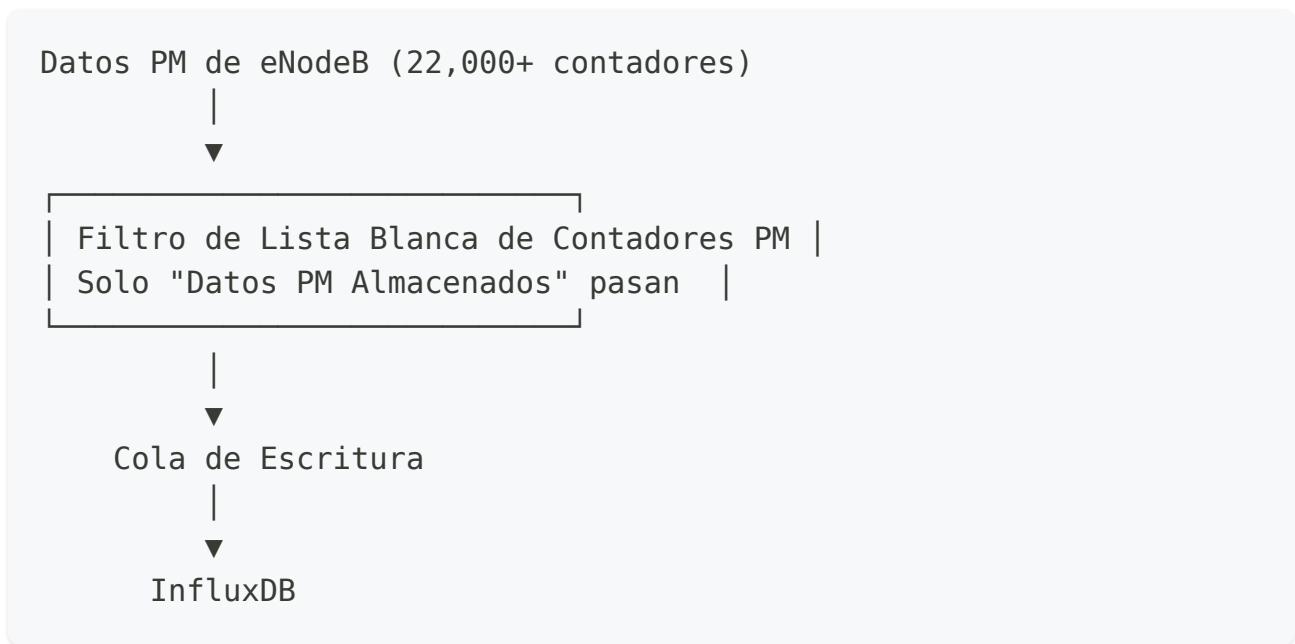 Datos PM de eNodeB (22,000+ contadores)
Filtro de Lista Blanca de Contadores PM
Solo "Datos PM Almacenados" pasan
Cola de Escritura
InfluxDB